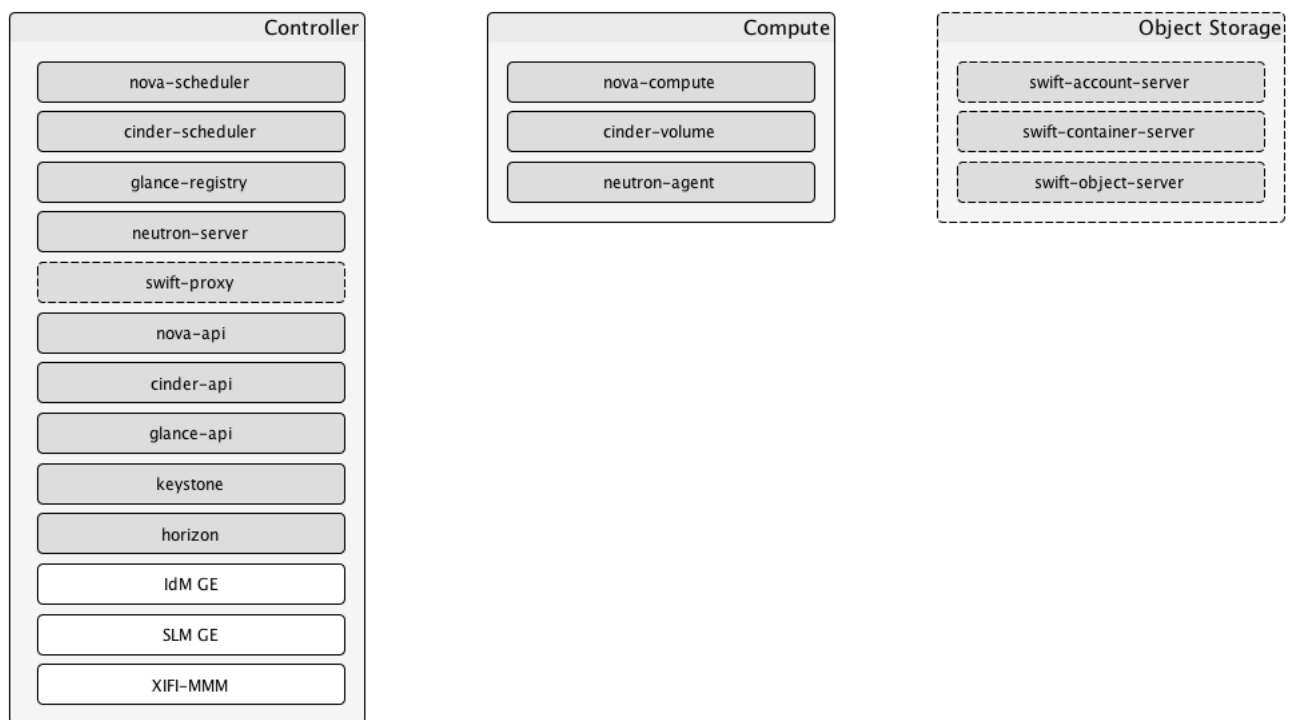 Controller
nova-scheduler
cinder-scheduler
glance-registry
neutron-server
swift-proxy
nova-api
cinder-api
glance-api
keystone
horizon
IdM GE
SLM GE
XIFI-MMM
Compute
nova-compute
cinder-volume
neutron-agent
Object Storage
swift-account-server
swift-container-server
swift-object-server